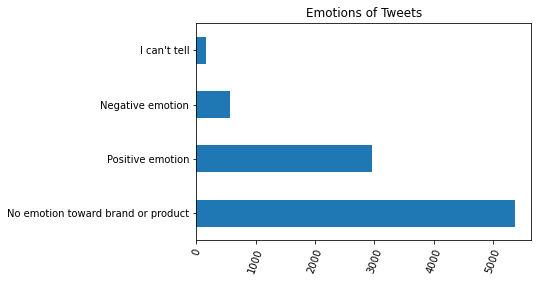 Emotions of Tweets
I can't tell
Negative emotion
Positive emotion
No emotion toward brand or product
0
1000
2000
3000
4000
5000